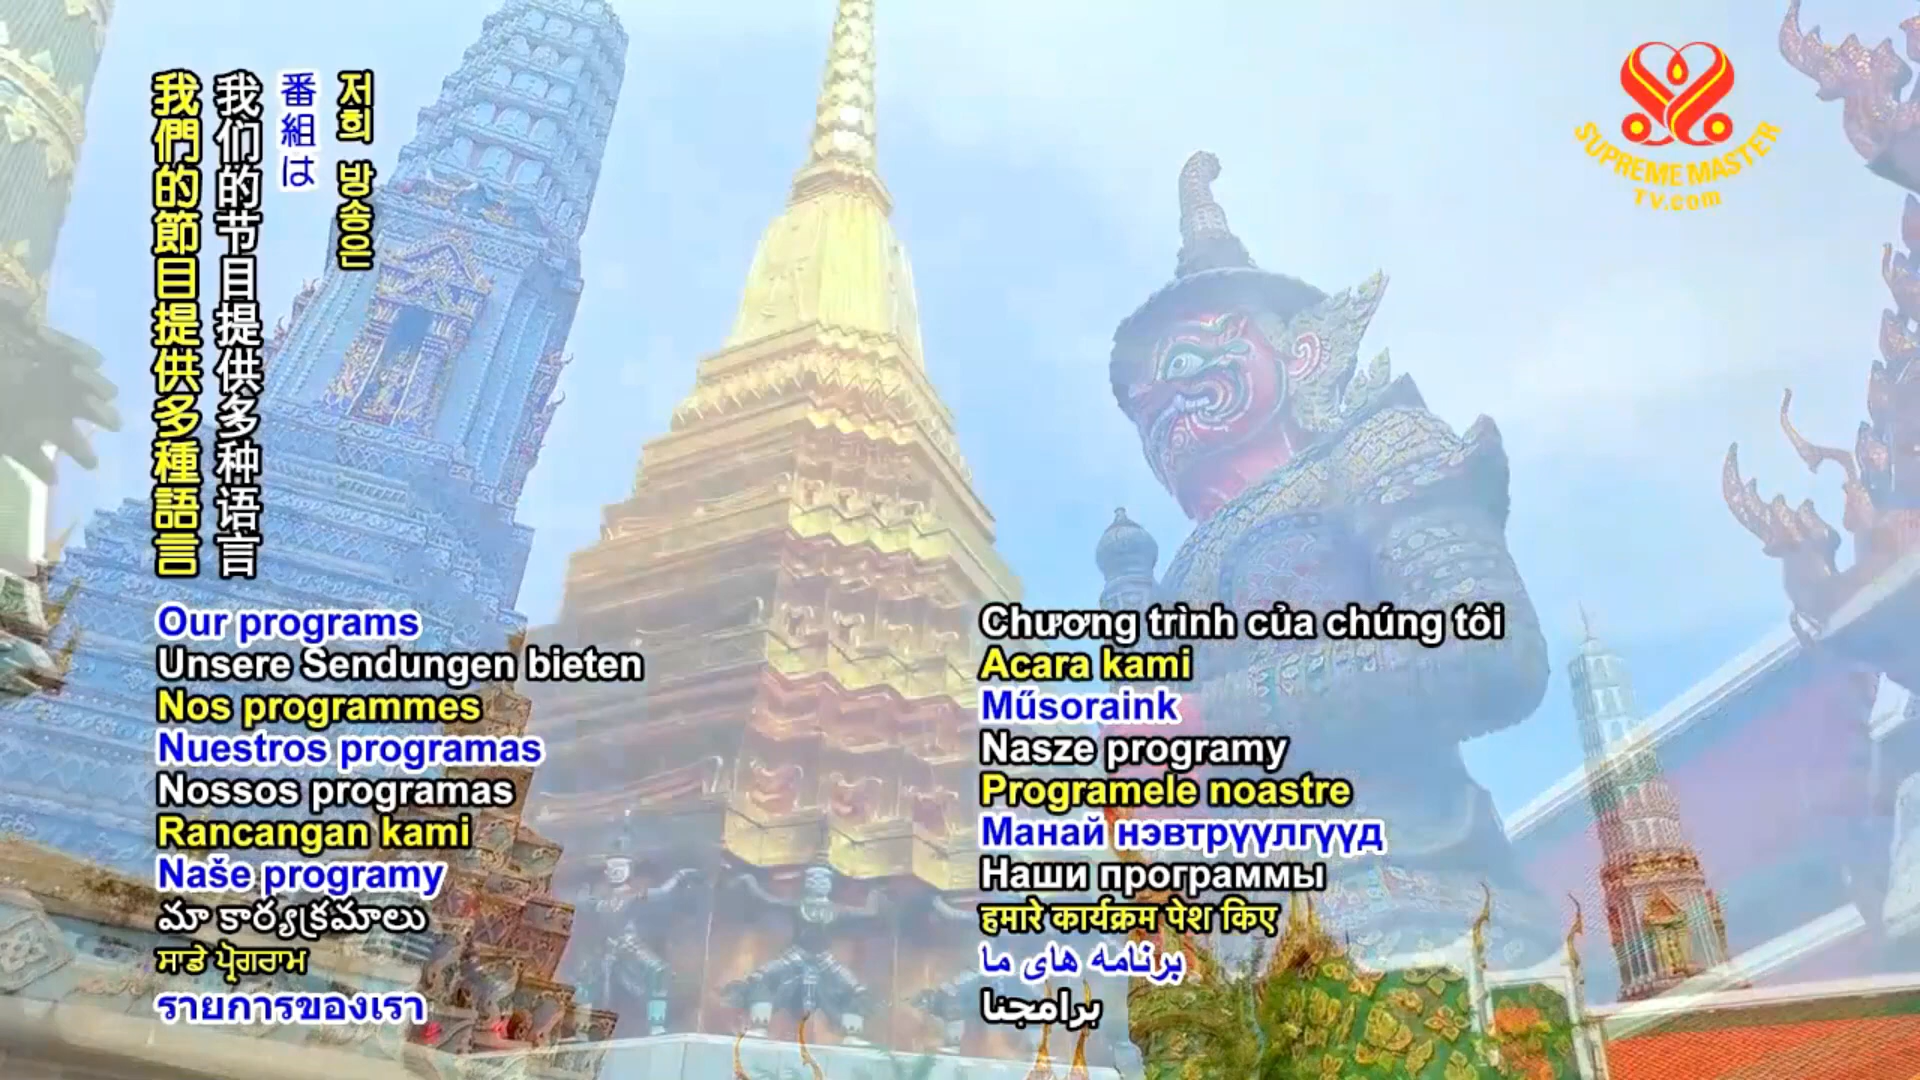 我們的節目提供多種語言
我们的节目提供多种语言
番組は
저희 방송은
SUPREME MASTER
TV.com
Our programs
Unsere Sendungen bieten
Nos programmes
Nuestros programas
Nossos programas
Rancangan kami
Naše programy
మా కార్యక్రమాలు
ਸਾਡੇ ਪ੍ਰੋਗਰਾਮ
รายการของเรา
Chương trình của chúng tôi
Acara kami
Műsoraink
Nasze programy
Programele noastre
Манай нэвтрүүлгүүд
Наши программы
हमारे कार्यक्रम पेश किए
برنامه های ما
برامجنا